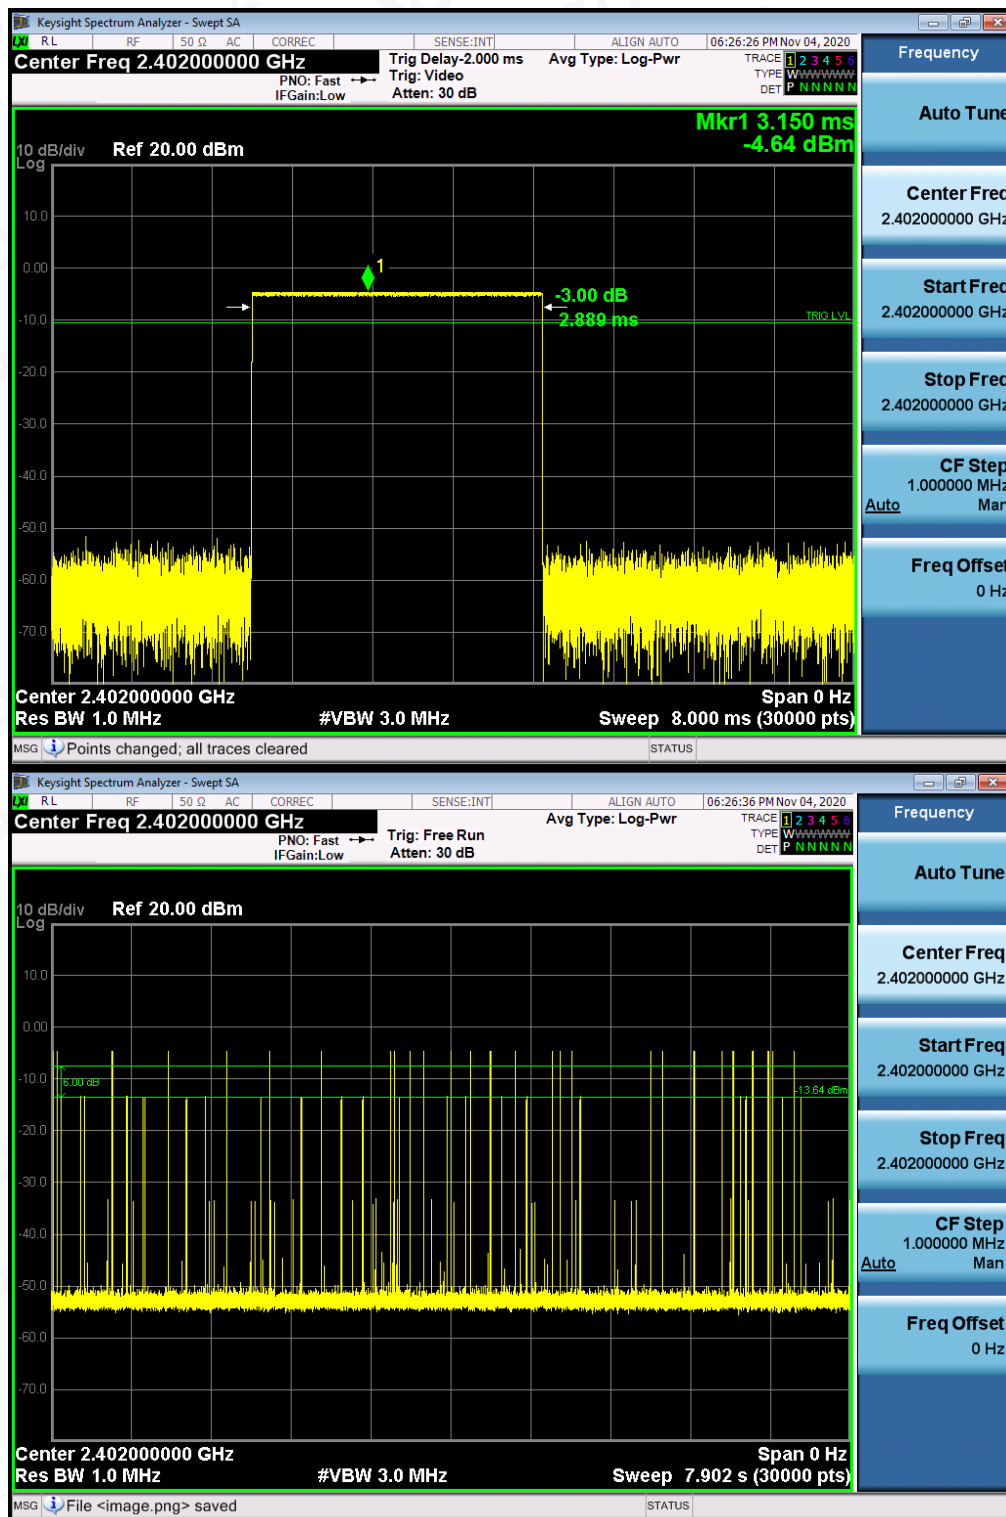 Keysight Spectrum Analyzer - Swept SA
LXI RL RF 50 Ω AC CORREC SENSE:INT ALIGN AUTO 06:26:26 PM Nov 04, 2020
Center Freq 2.402000000 GHz
PNO: Fast
IFGain:Low
Trig Delay-2.000 ms
Trig: Video
Atten: 30 dB
Avg Type: Log-Pwr
TRACE 1 2 3 4 5 6
TYPE WWWWWWW
DET P N N N N N
Mkr1 3.150 ms
-4.64 dBm
10 dB/div Ref 20.00 dBm
Log
10.0
0.00
-10.0
-20.0
-30.0
-40.0
-50.0
-60.0
-70.0
1
-3.00 dB
2.889 ms
TRIG LVL
Center 2.402000000 GHz Span 0 Hz
Res BW 1.0 MHz #VBW 3.0 MHz Sweep 8.000 ms (30000 pts)
MSG Points changed; all traces cleared STATUS
Frequency
Auto Tune
Center Freq
2.402000000 GHz
Start Freq
2.402000000 GHz
Stop Freq
2.402000000 GHz
CF Step
1.000000 MHz
Auto Man
Freq Offset
0 Hz
Keysight Spectrum Analyzer - Swept SA
LXI RL RF 50 Ω AC CORREC SENSE:INT ALIGN AUTO 06:26:36 PM Nov 04, 2020
Center Freq 2.402000000 GHz
PNO: Fast
IFGain:Low
Trig: Free Run
Atten: 30 dB
Avg Type: Log-Pwr
TRACE 1 2 3 4 5 6
TYPE WWWWWWW
DET P N N N N N
10 dB/div Ref 20.00 dBm
Log
10.0
0.00
-10.0
-20.0
-30.0
-40.0
-50.0
-60.0
-70.0
6.00 dB
-13.64 dBm
Center 2.402000000 GHz Span 0 Hz
Res BW 1.0 MHz #VBW 3.0 MHz Sweep 7.902 s (30000 pts)
MSG File <image.png> saved STATUS
Frequency
Auto Tune
Center Freq
2.402000000 GHz
Start Freq
2.402000000 GHz
Stop Freq
2.402000000 GHz
CF Step
1.000000 MHz
Auto Man
Freq Offset
0 Hz